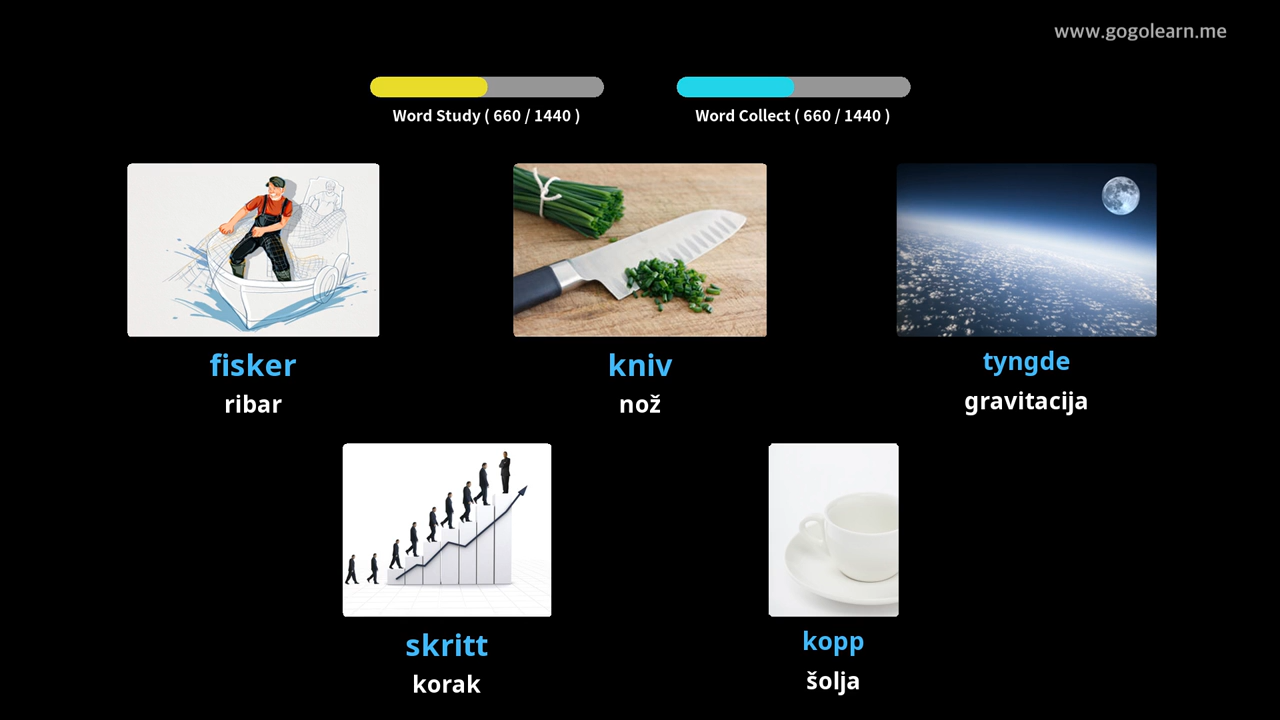 www.gogolearn.me
Word Study ( 660 / 1440 )
Word Collect ( 660 / 1440 )
fisker
ribar
kniv
nož
tyngde
gravitacija
skritt
korak
kopp
šolja